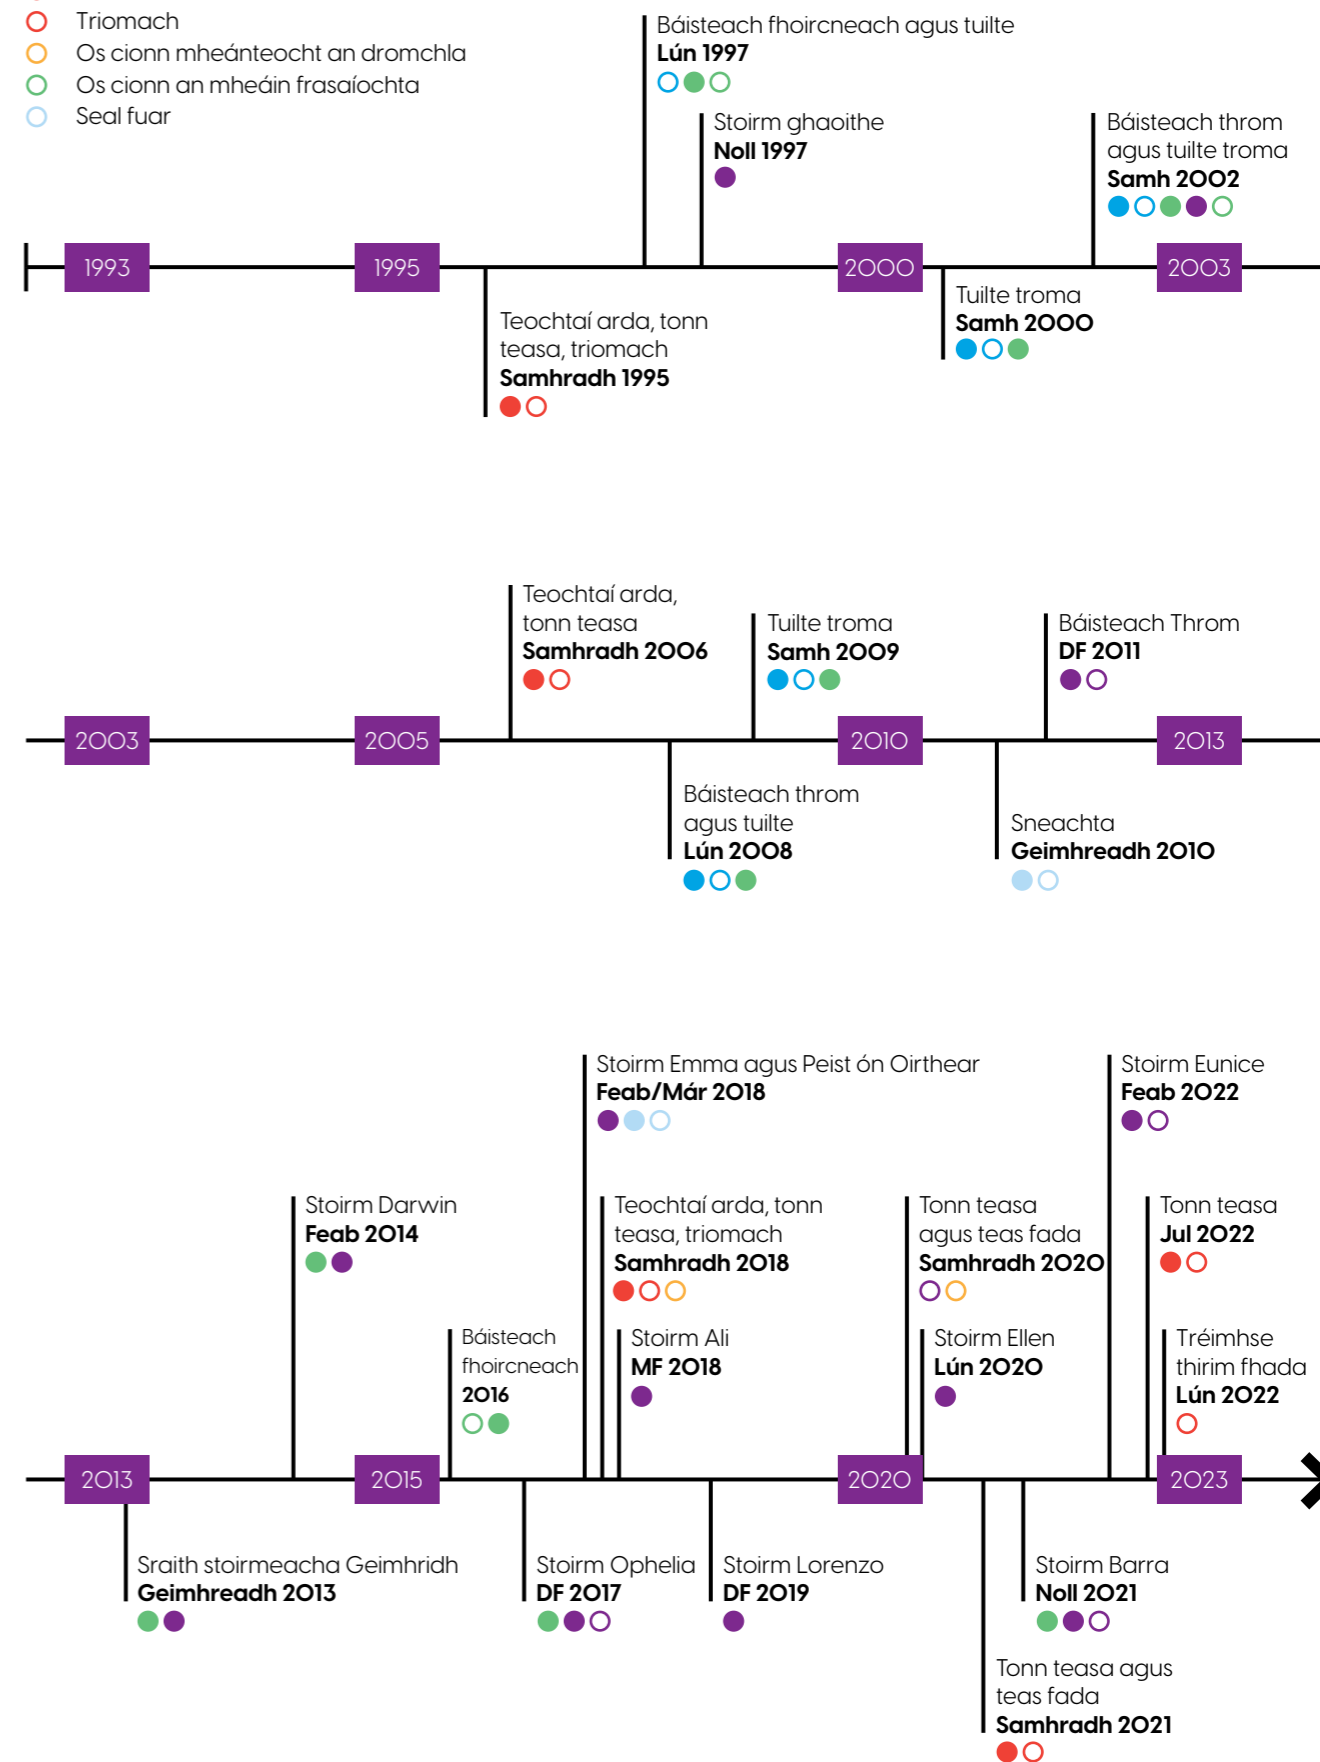 Triomach
Os cionn mheánteocht an dromchla
Os cionn an mheáin frasaíochta
Seal fuar
Báisteach fhoircneach agus tuilte
Lún 1997
Stoirm ghaoithe
Noll 1997
Báisteach throm
agus tuilte troma
Samh 2002
1993
1995
2000
2003
Teochtaí arda, tonn
teasa, triomach
Samhradh 1995
Tuilte troma
Samh 2000
Teochtaí arda,
tonn teasa
Samhradh 2006
Tuilte troma
Samh 2009
Báisteach Throm
DF 2011
2003
2005
2010
2013
Báisteach throm
agus tuilte
Lún 2008
Sneachta
Geimhreadh 2010
Stoirm Emma agus Peist ón Oirthear
Feab/Már 2018
Stoirm Eunice
Feab 2022
Stoirm Darwin
Feab 2014
Teochtaí arda, tonn
teasa, triomach
Samhradh 2018
Tonn teasa
agus teas fada
Samhradh 2020
Tonn teasa
Jul 2022
Báisteach
fhoircneach
2016
Stoirm Ali
MF 2018
Stoirm Ellen
Lún 2020
Tréimhse
thirim fhada
Lún 2022
2013
2015
2020
2023
Sraith stoirmeacha Geimhridh
Geimhreadh 2013
Stoirm Ophelia
DF 2017
Stoirm Lorenzo
DF 2019
Stoirm Barra
Noll 2021
Tonn teasa agus
teas fada
Samhradh 2021